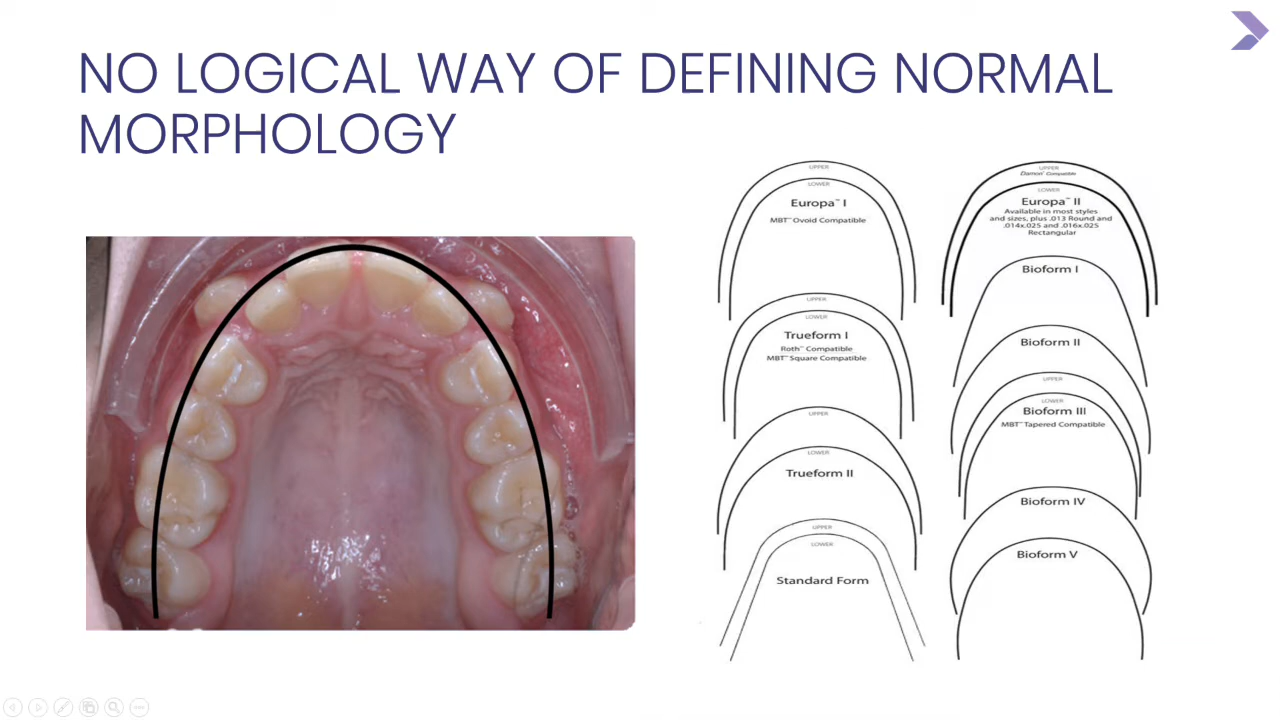 NO LOGICAL WAY OF DEFINING NORMAL
MORPHOLOGY
UPPER
LOWER
Europa™ I
MBT™ Ovoid Compatible
UPPER
LOWER
Trueform I
Roth™ Compatible
MBT™ Square Compatible
UPPER
LOWER
Trueform II
UPPER
LOWER
Standard Form
UPPER
Damon® Compatible
LOWER
Europa™ II
Available in most styles
and sizes, plus .013 Round and
.014x.025 and .016x.025
Rectangular
Bioform I
Bioform II
UPPER
LOWER
Bioform III
MBT™ Tapered Compatible
Bioform IV
Bioform V